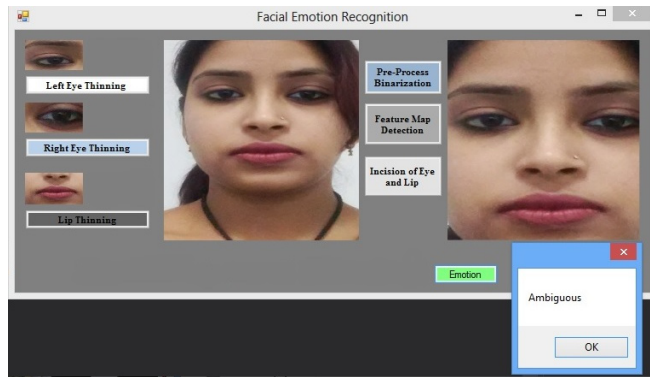 Facial Emotion Recognition
Left Eye Thinning
Right Eye Thinning
Lip Thinning
Pre-Process
Binarization
Feature Map
Detection
Incision of Eye
and Lip
Emotion
Ambiguous
OK